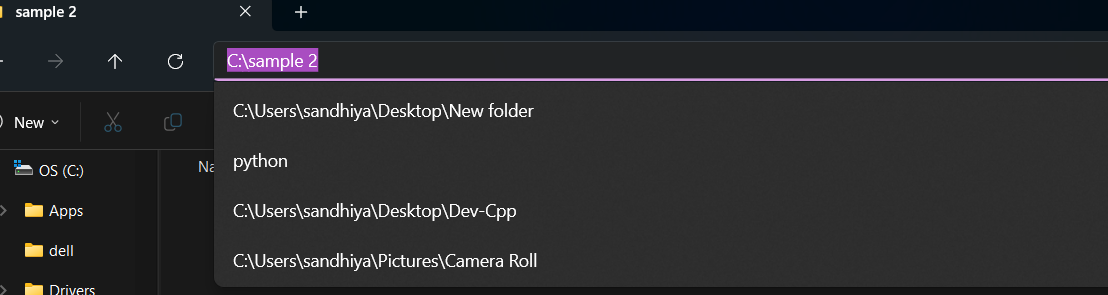 sample 2
C:\sample 2
C:\Users\sandhiya\Desktop\New folder
New
python
OS (C:)
Apps
C:\Users\sandhiya\Desktop\Dev-Cpp
dell
C:\Users\sandhiya\Pictures\Camera Roll
Drivers